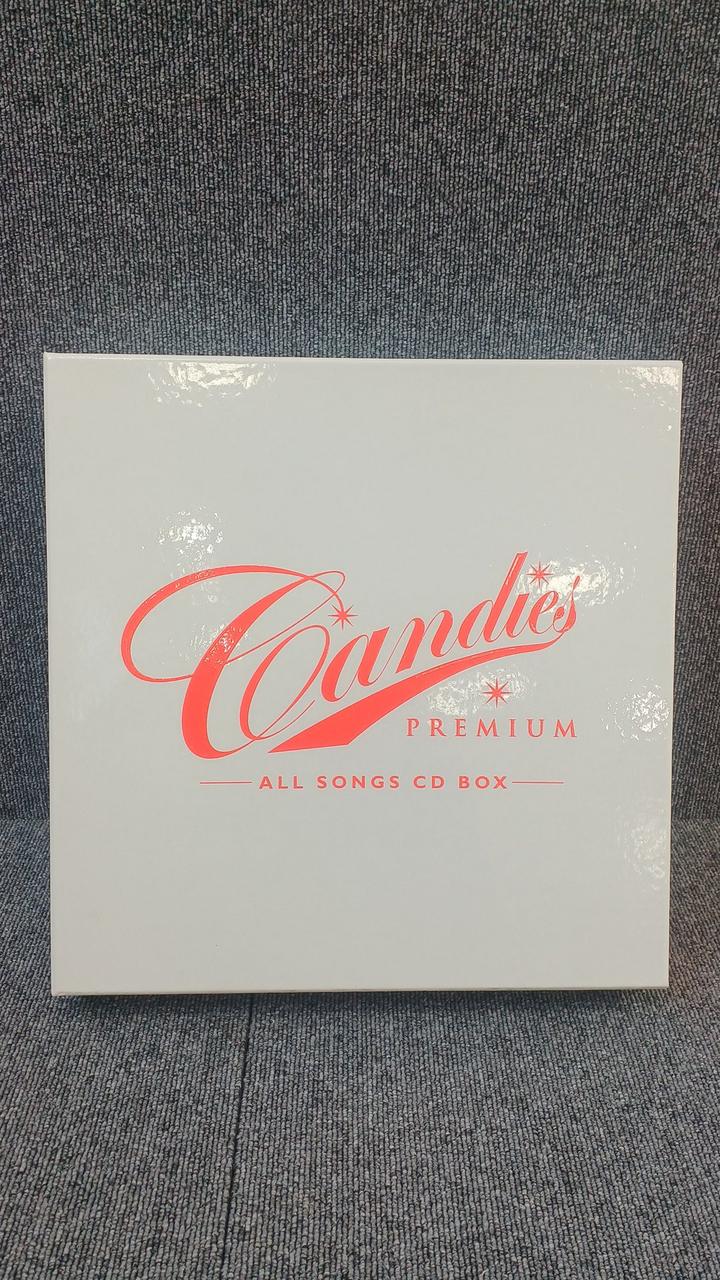 Candies
PREMIUM
ALL SONGS CD BOX